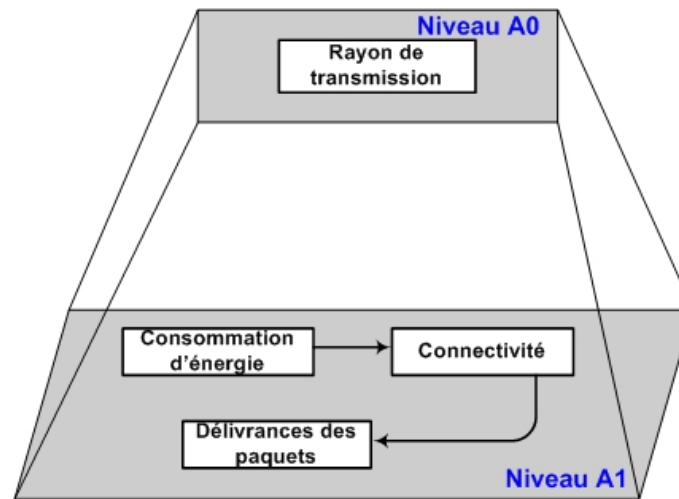 Niveau A0
Rayon de
transmission
Consommation
d'énergie
Connectivité
Délivrances des
paquets
Niveau A1